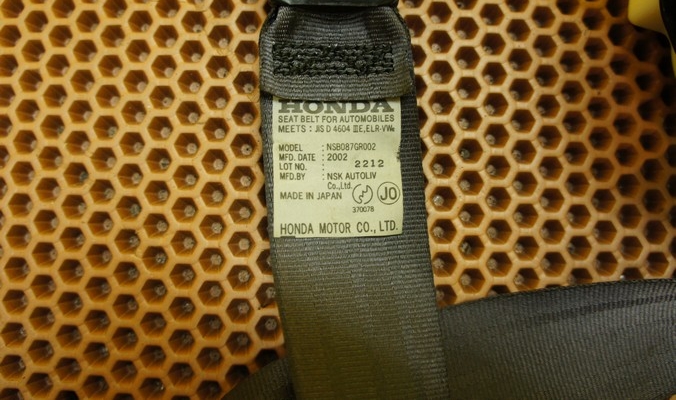 HONDA
SEAT BELT FOR AUTOMOBILES
MEETS : JIS D 4604 ⅢE, ELR-VW
MODEL : NSB087GR002
MFD. DATE : 2002
LOT NO. : 2212
MFD.BY : NSK AUTOLIV
Co.,Ltd.
MADE IN JAPAN JO
370078
HONDA MOTOR CO., LTD.